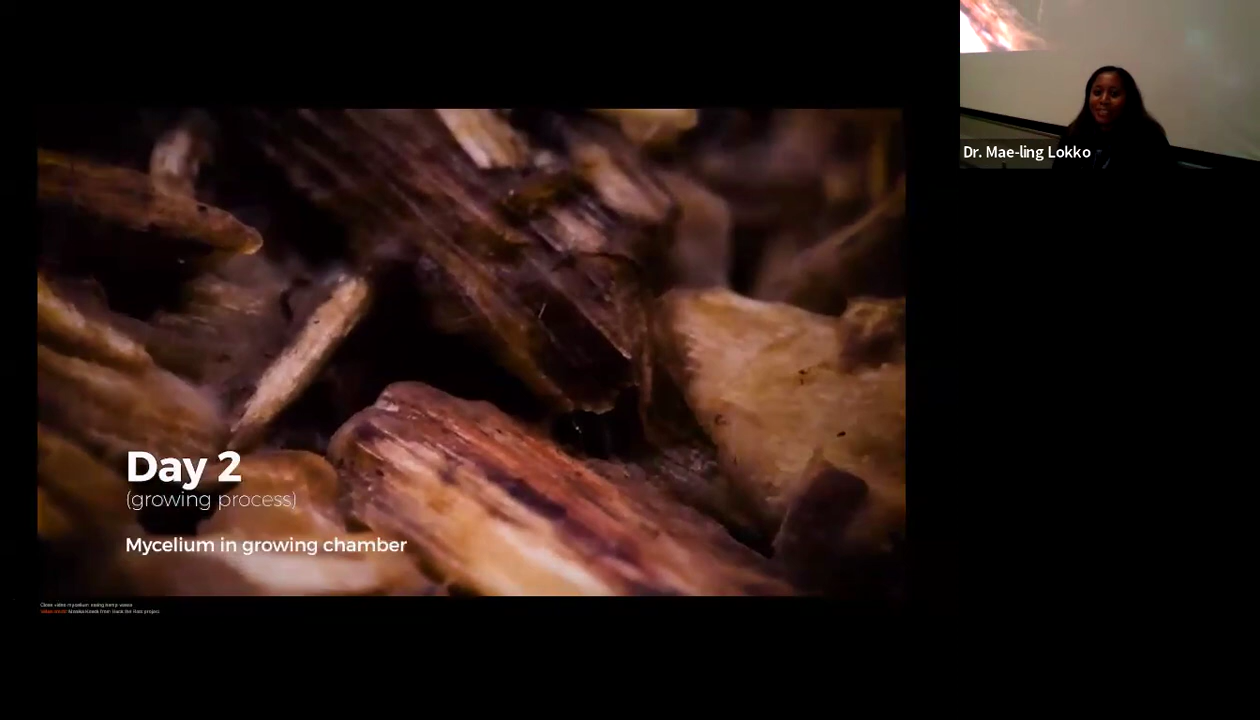 Day 2
(growing process)
Mycelium in growing chamber
Dr. Mae-ling Lokko